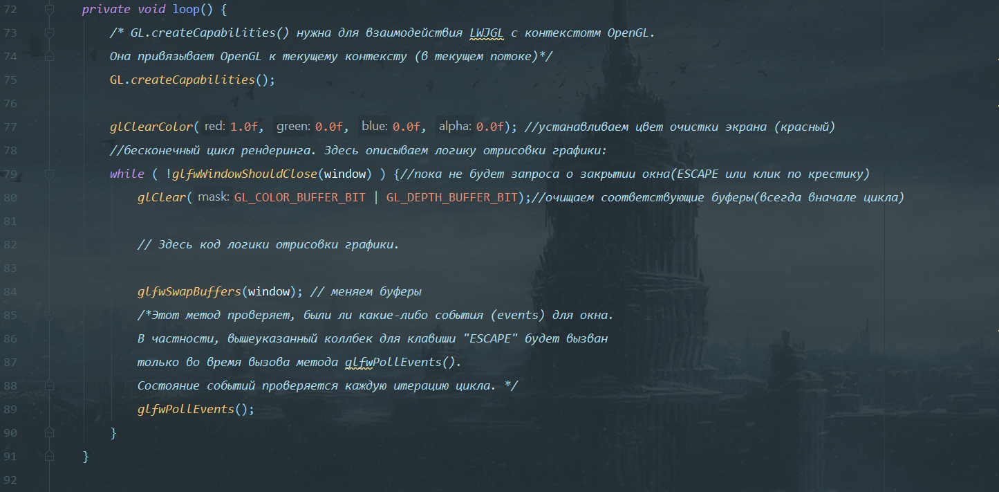 72 private void loop() {
73 /* GL.createCapabilities() нужна для взаимодействия LWJGL с контекстотм OpenGL.
74 Она привязывает OpenGL к текущему контексту (в текущем потоке)*/
75 GL.createCapabilities();
76
77 glClearColor( red: 1.0f, green: 0.0f, blue: 0.0f, alpha: 0.0f); //устанавливаем цвет очистки экрана (красный)
78 //бесконечный цикл рендеринга. Здесь описываем логику отрисовки графики:
79 while ( !glfwWindowShouldClose(window) ) {//пока не будет запроса о закрытии окна(ESCAPE или клик по крестику)
80 glClear( mask: GL_COLOR_BUFFER_BIT | GL_DEPTH_BUFFER_BIT);//очищаем соответствующие буферы(всегда вначале цикла)
81
82 // Здесь код логики отрисовки графики.
83
84 glfwSwapBuffers(window); // меняем буферы
85 /*Этот метод проверяет, были ли какие-либо события (events) для окна.
86 В частности, вышеуказанный коллбек для клавиши "ESCAPE" будет вызван
87 только во время вызова метода glfwPollEvents().
88 Состояние событий проверяется каждую итерацию цикла. */
89 glfwPollEvents();
90 }
91 }
92